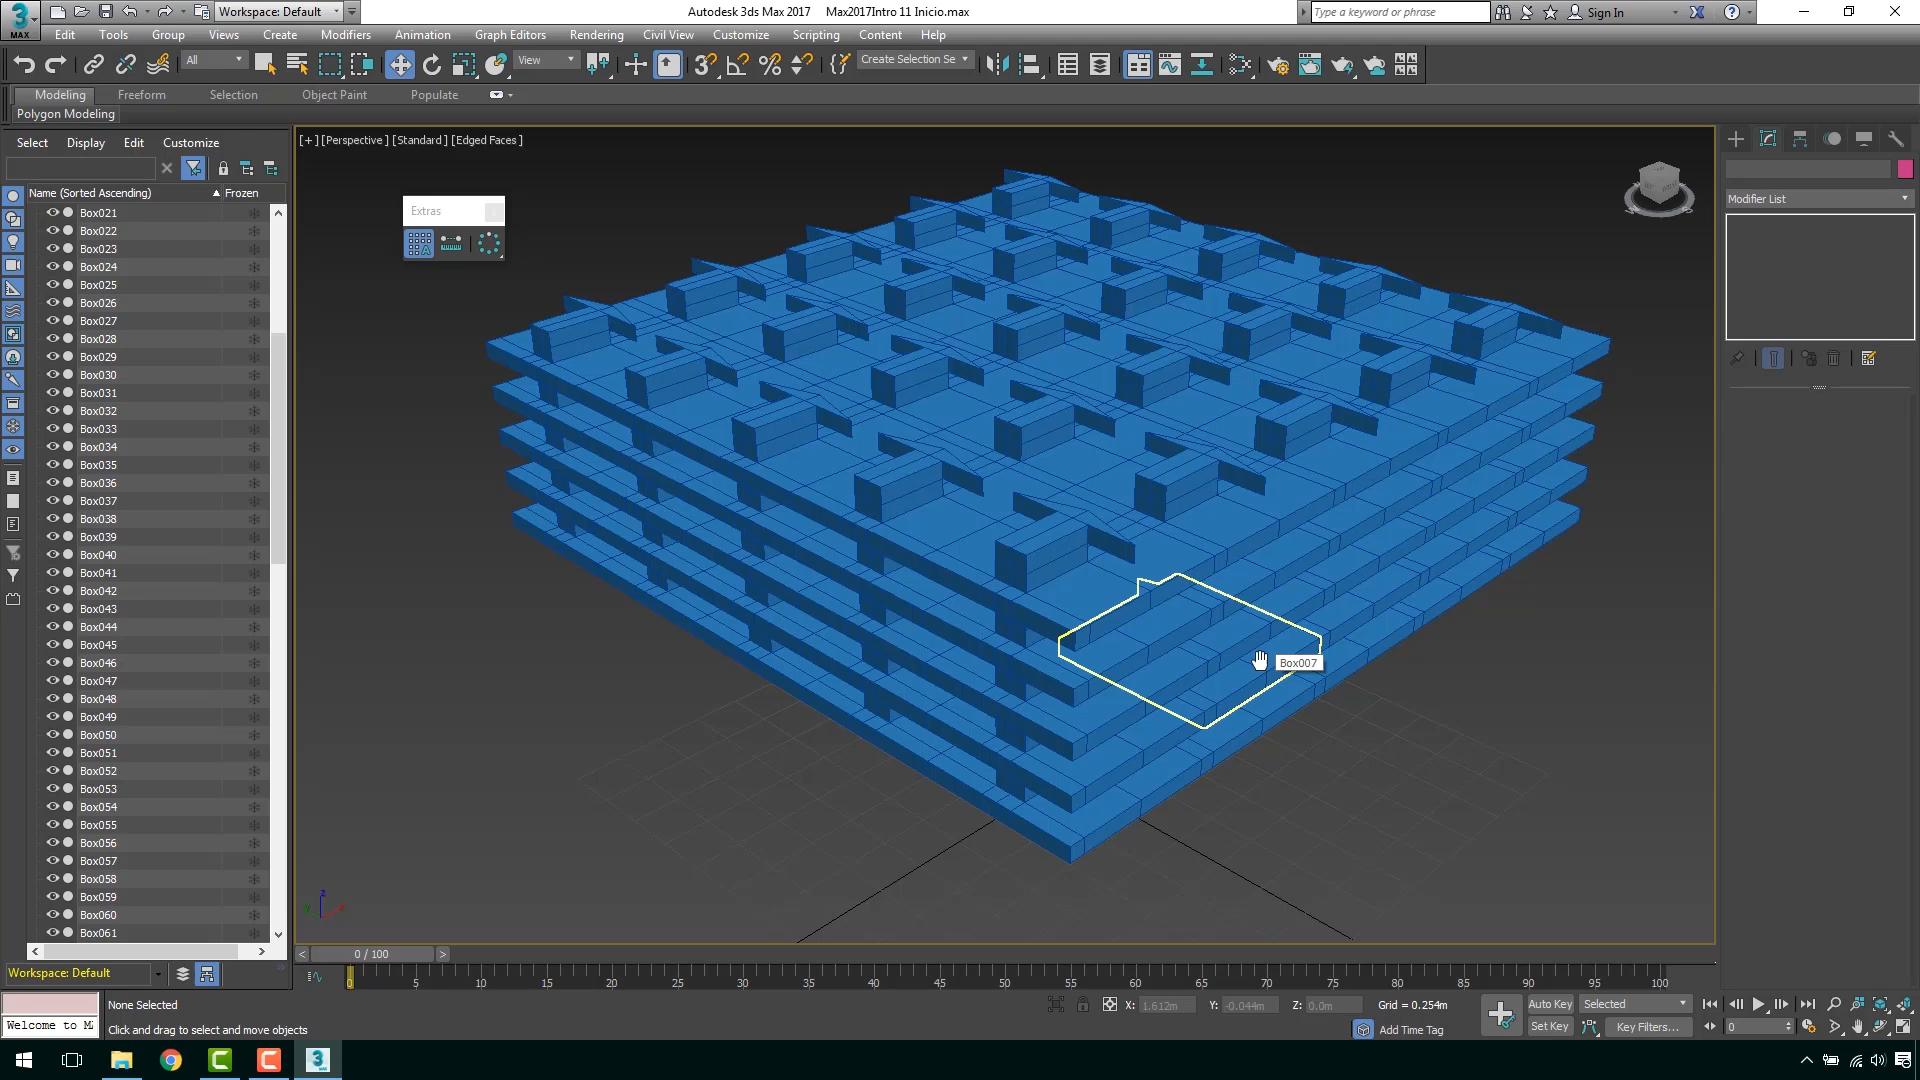 Workspace: Default
Autodesk 3ds Max 2017 Max2017Intro 11 Inicio.max
Type a keyword or phrase
Sign In
MAX
Edit Tools Group Views Create Modifiers Animation Graph Editors Rendering Civil View Customize Scripting Content Help
All
View
Create Selection Se
Modeling Freeform Selection Object Paint Populate
Polygon Modeling
Select Display Edit Customize
Name (Sorted Ascending) Frozen
Box021
Box022
Box023
Box024
Box025
Box026
Box027
Box028
Box029
Box030
Box031
Box032
Box033
Box034
Box035
Box036
Box037
Box038
Box039
Box040
Box041
Box042
Box043
Box044
Box045
Box046
Box047
Box048
Box049
Box050
Box051
Box052
Box053
Box054
Box055
Box056
Box057
Box058
Box059
Box060
Box061
[+] [Perspective] [Standard] [Edged Faces]
Extras
Box007
Modifier List
0 / 100
0 5 10 15 20 25 30 35 40 45 50 55 60 65 70 75 80 85 90 95 100
Workspace: Default
None Selected
Welcome to M
Click and drag to select and move objects
X: 1.612m Y: -0.044m Z: 0.0m Grid = 0.254m
Add Time Tag
Auto Key Selected
Set Key Key Filters...
0